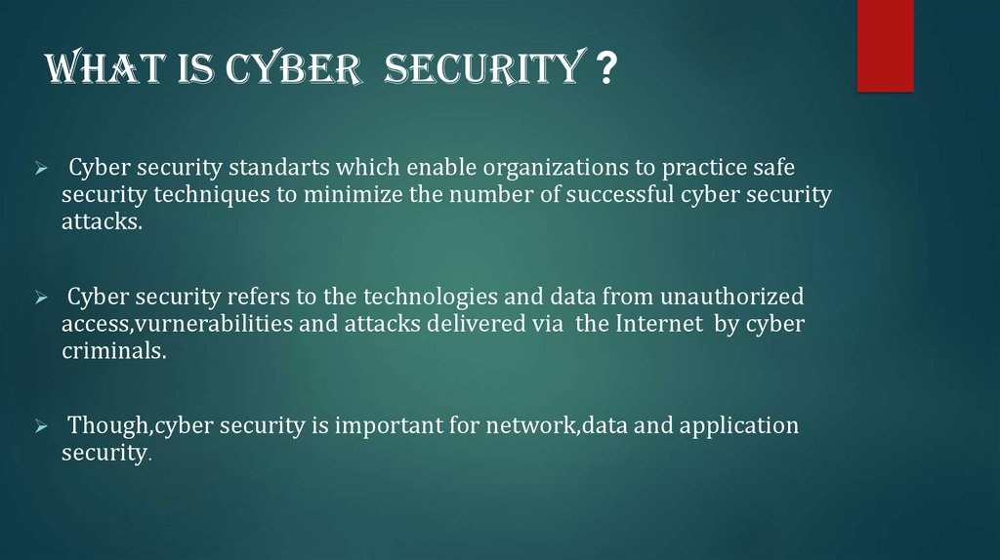 WHAT IS CYBER SECURITY ?
Cyber security standarts which enable organizations to practice safe
security techniques to minimize the number of successful cyber security
attacks.
Cyber security refers to the technologies and data from unauthorized
access,vurnerabilities and attacks delivered via the Internet by cyber
criminals.
Though,cyber security is important for network,data and application
security.